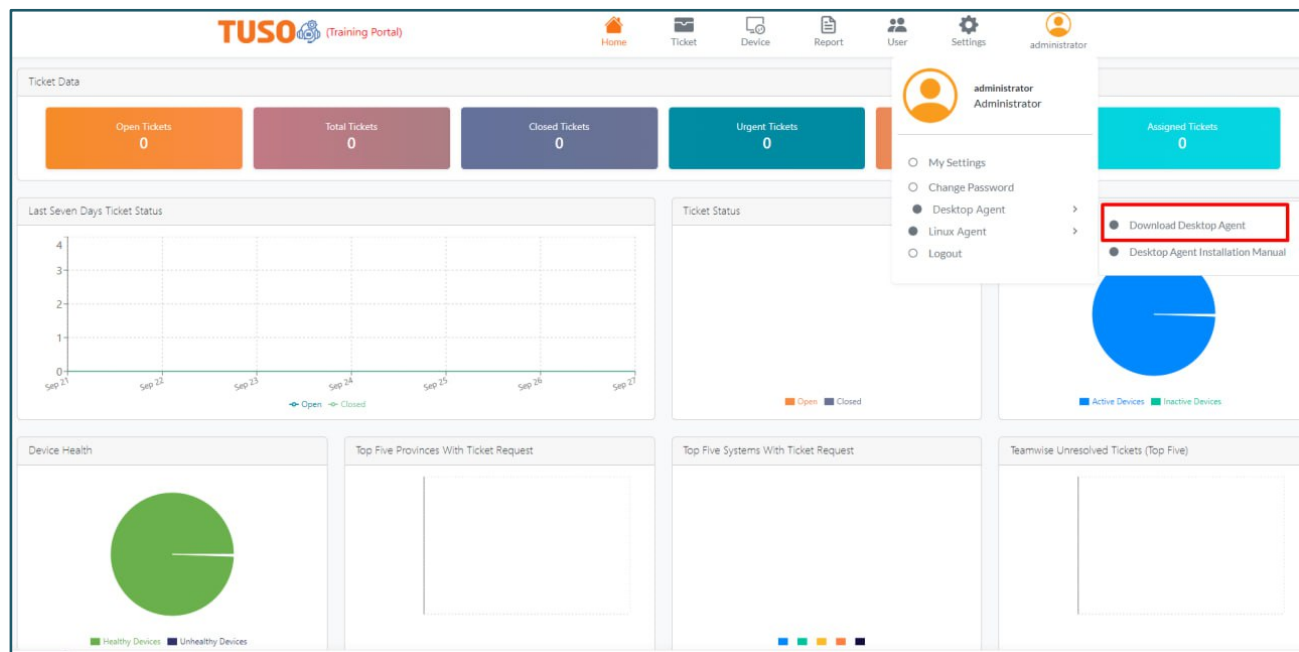 TUSO (Training Portal)
Home
Ticket
Device
Report
User
Settings
administrator
administrator
Administrator
My Settings
Change Password
Desktop Agent
Linux Agent
Logout
Download Desktop Agent
Desktop Agent Installation Manual
Ticket Data
Open Tickets
0
Total Tickets
0
Closed Tickets
0
Urgent Tickets
0
Assigned Tickets
0
Last Seven Days Ticket Status
4
3
2
1
0
Sep 21 Sep 22 Sep 23 Sep 24 Sep 25 Sep 26 Sep 27
Open Closed
Ticket Status
Open Closed
Active Devices Inactive Devices
Device Health
Healthy Devices Unhealthy Devices
Top Five Provinces With Ticket Request
Top Five Systems With Ticket Request
Teamwise Unresolved Tickets (Top Five)